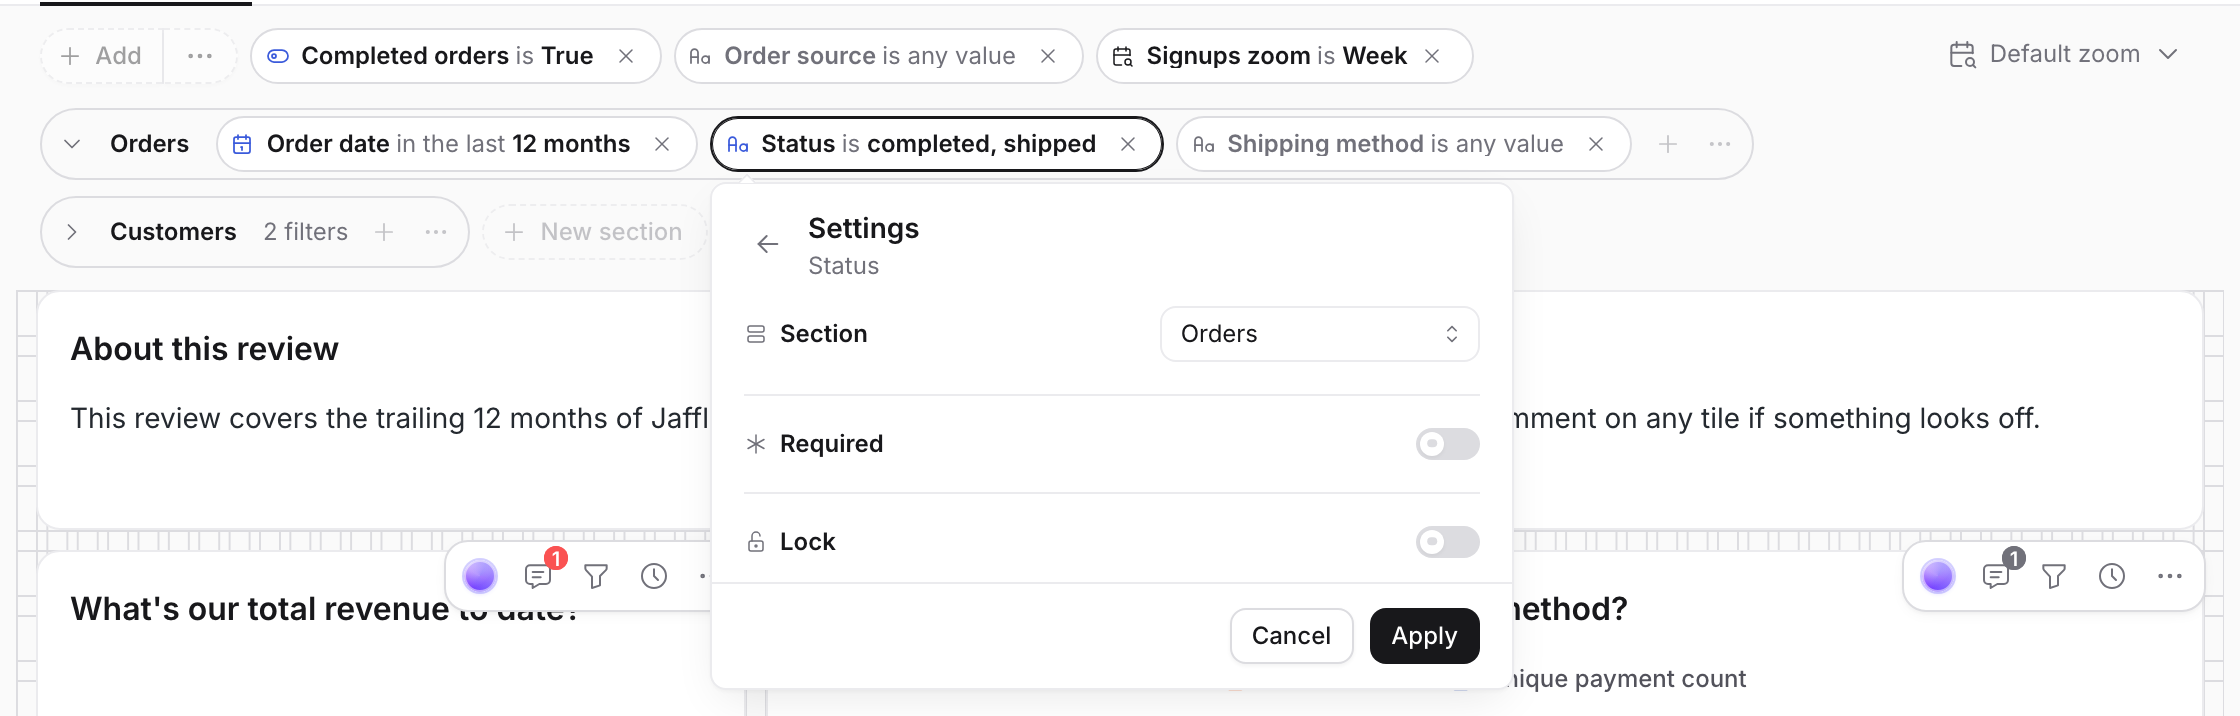 Add
Completed orders is True
Order source is any value
Signups zoom is Week
Default zoom
Orders
Order date in the last 12 months
Status is completed, shipped
Shipping method is any value
Customers 2 filters
New section
Settings
Status
Section
Orders
Required
Lock
Cancel
Apply
About this review
This review covers the trailing 12 months of Jaffl
mment on any tile if something looks off.
1
What's our total revenue to date?
1
ethod?
nique payment count